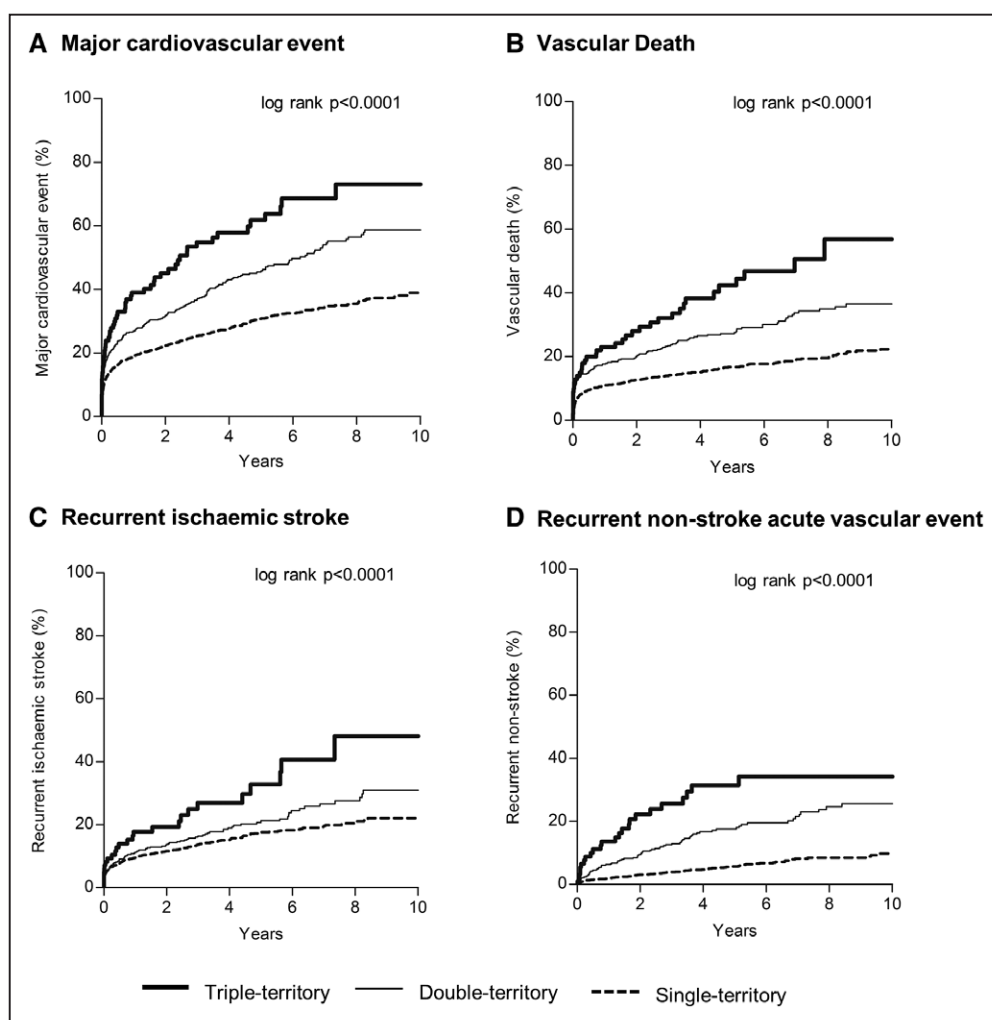 A Major cardiovascular event
log rank p<0.0001
Major cardiovascular event (%)
100
80
60
40
20
0
0 2 4 6 8 10
Years
B Vascular Death
log rank p<0.0001
Vascular death (%)
100
80
60
40
20
0
0 2 4 6 8 10
Years
C Recurrent ischaemic stroke
log rank p<0.0001
Recurrent ischaemic stroke (%)
100
80
60
40
20
0
0 2 4 6 8 10
Years
D Recurrent non-stroke acute vascular event
log rank p<0.0001
Recurrent non-stroke (%)
100
80
60
40
20
0
0 2 4 6 8 10
Years
Triple-territory Double-territory Single-territory